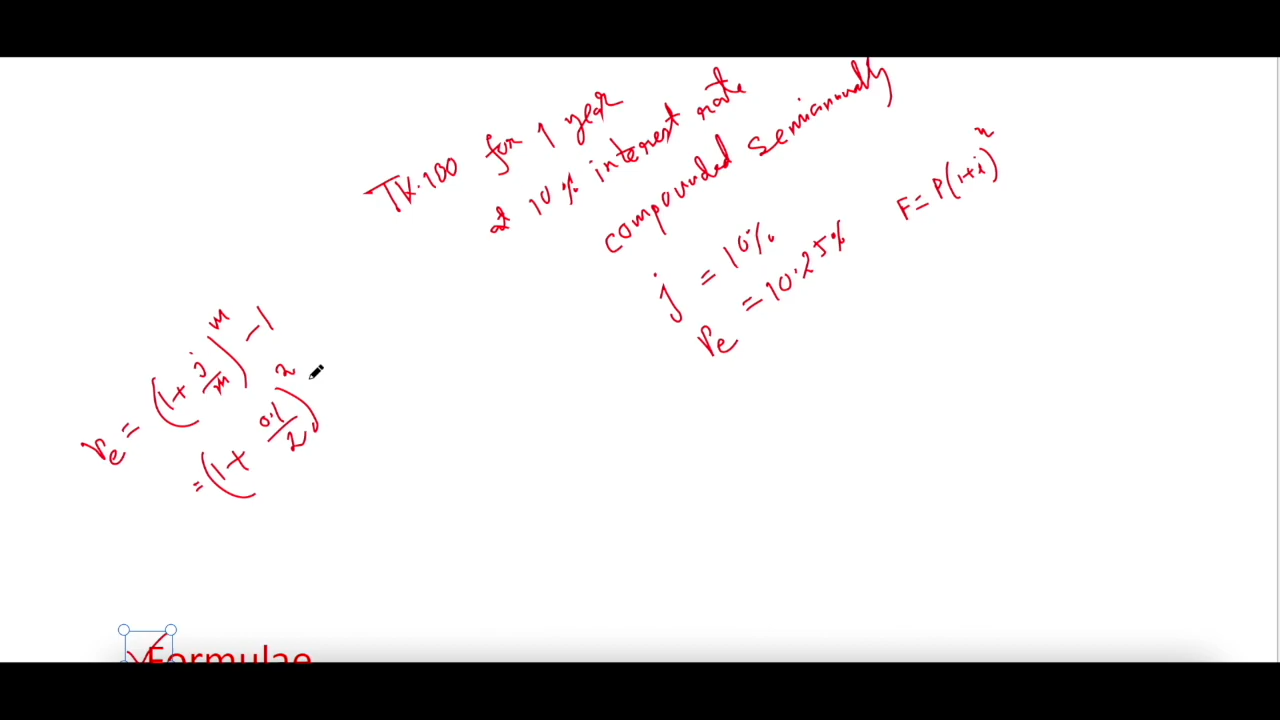 TK.100 for 1 year
at 10% interest rate
compounded semiannually
j = 10%
rₑ = 10.25%
F = P(1+i)ⁿ
rₑ = (1+ j/m)ᵐ - 1
= (1+ 0.1/2)²
Formulae